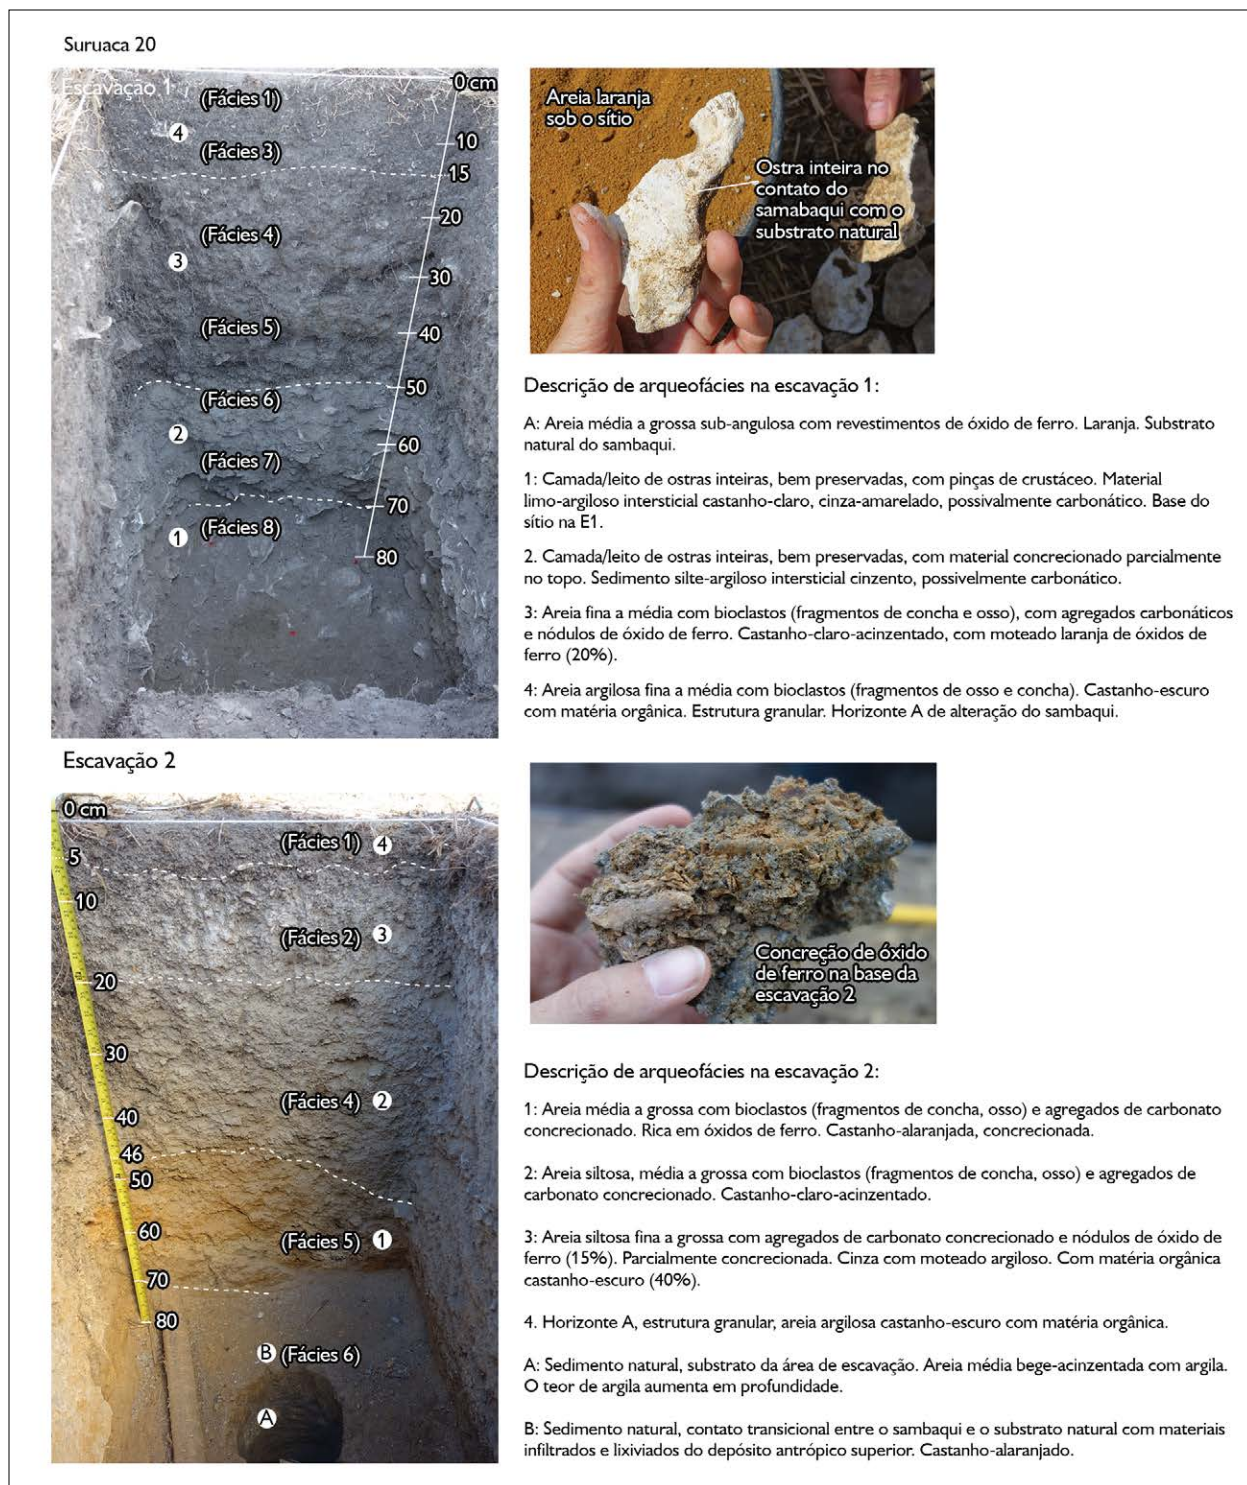 Suruaca 20
Escavação 1
0 cm
(Fácies 1)
4
10
(Fácies 3)
15
20
(Fácies 4)
3
30
(Fácies 5)
40
50
(Fácies 6)
2
60
(Fácies 7)
70
(Fácies 8)
1
80
Areia laranja
sob o sítio
Ostra inteira no
contato do
samabaqui com o
substrato natural
Descrição de arqueofácies na escavação 1:
A: Areia média a grossa sub-angulosa com revestimentos de óxido de ferro. Laranja. Substrato
natural do sambaqui.
1: Camada/leito de ostras inteiras, bem preservadas, com pinças de crustáceo. Material
limo-argiloso intersticial castanho-claro, cinza-amarelado, possivalmente carbonático. Base do
sítio na E1.
2. Camada/leito de ostras inteiras, bem preservadas, com material concrecionado parcialmente
no topo. Sedimento silte-argiloso intersticial cinzento, possivelmente carbonático.
3: Areia fina a média com bioclastos (fragmentos de concha e osso), com agregados carbonáticos
e nódulos de óxido de ferro. Castanho-claro-acinzentado, com moteado laranja de óxidos de
ferro (20%).
4: Areia argilosa fina a média com bioclastos (fragmentos de osso e concha). Castanho-escuro
com matéria orgânica. Estrutura granular. Horizonte A de alteração do sambaqui.
Escavação 2
0 cm
(Fácies 1)
4
5
10
(Fácies 2)
3
20
30
(Fácies 4)
2
40
46
50
60
(Fácies 5)
1
70
80
B
(Fácies 6)
A
Concreção de óxido
de ferro na base da
escavação 2
Descrição de arqueofácies na escavação 2:
1: Areia média a grossa com bioclastos (fragmentos de concha, osso) e agregados de carbonato
concrecionado. Rica em óxidos de ferro. Castanho-alaranjada, concrecionada.
2: Areia siltosa, média a grossa com bioclastos (fragmentos de concha, osso) e agregados de
carbonato concrecionado. Castanho-claro-acinzentado.
3: Areia siltosa fina a grossa com agregados de carbonato concrecionado e nódulos de óxido de
ferro (15%). Parcialmente concrecionada. Cinza com moteado argiloso. Com matéria orgânica
castanho-escuro (40%).
4. Horizonte A, estrutura granular, areia argilosa castanho-escuro com matéria orgânica.
A: Sedimento natural, substrato da área de escavação. Areia média bege-acinzentada com argila.
O teor de argila aumenta em profundidade.
B: Sedimento natural, contato transicional entre o sambaqui e o substrato natural com materiais
infiltrados e lixiviados do depósito antrópico superior. Castanho-alaranjado.